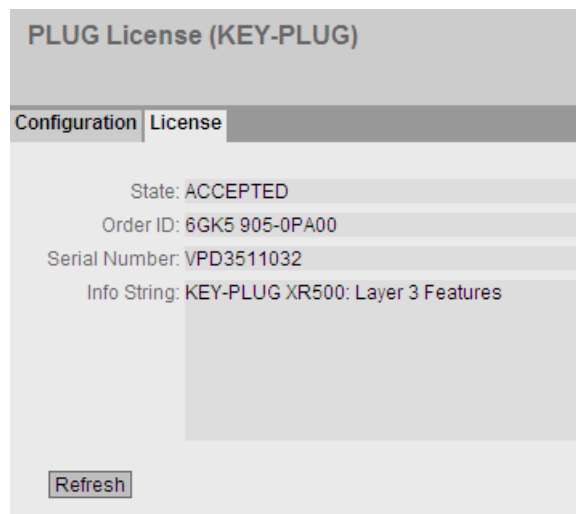 PLUG License (KEY-PLUG)
Configuration License
State: ACCEPTED
Order ID: 6GK5 905-0PA00
Serial Number: VPD3511032
Info String: KEY-PLUG XR500: Layer 3 Features
Refresh